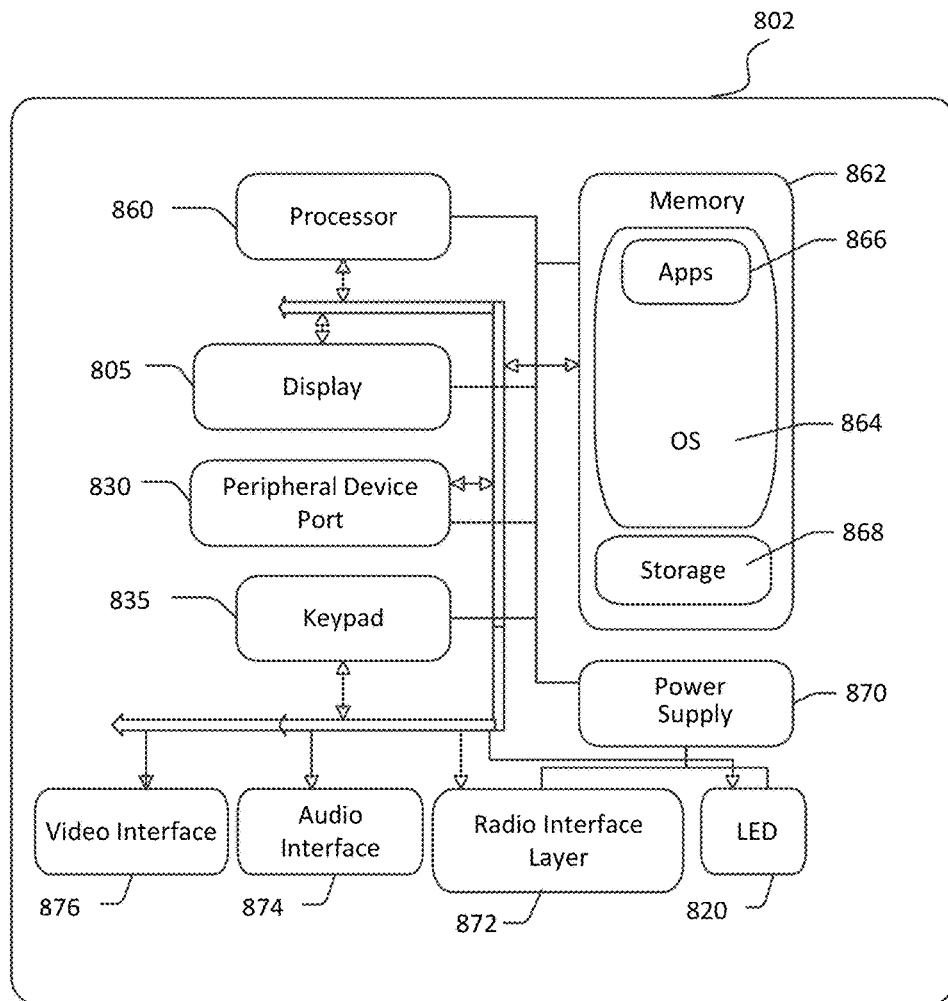 802
860
Processor
Memory
862
Apps
866
805
Display
OS
864
830
Peripheral Device
Port
Storage
868
835
Keypad
Power
Supply
870
Video Interface
876
Audio
Interface
874
Radio Interface
Layer
872
LED
820